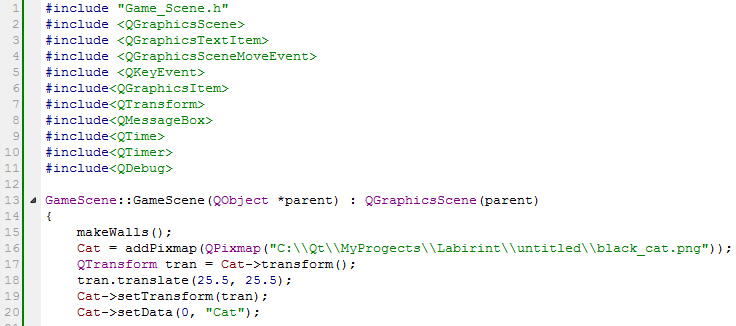 1 #include "Game_Scene.h"
2 #include <QGraphicsScene>
3 #include <QGraphicsTextItem>
4 #include <QGraphicsSceneMoveEvent>
5 #include <QKeyEvent>
6 #include<QGraphicsItem>
7 #include<QTransform>
8 #include<QMessageBox>
9 #include<QTime>
10 #include<QTimer>
11 #include<QDebug>
12
13 GameScene::GameScene(QObject *parent) : QGraphicsScene(parent)
14 {
15 makeWalls();
16 Cat = addPixmap(QPixmap("C:\\Qt\\MyProgects\\Labirint\\untitled\\black_cat.png"));
17 QTransform tran = Cat->transform();
18 tran.translate(25.5, 25.5);
19 Cat->setTransform(tran);
20 Cat->setData(0, "Cat");